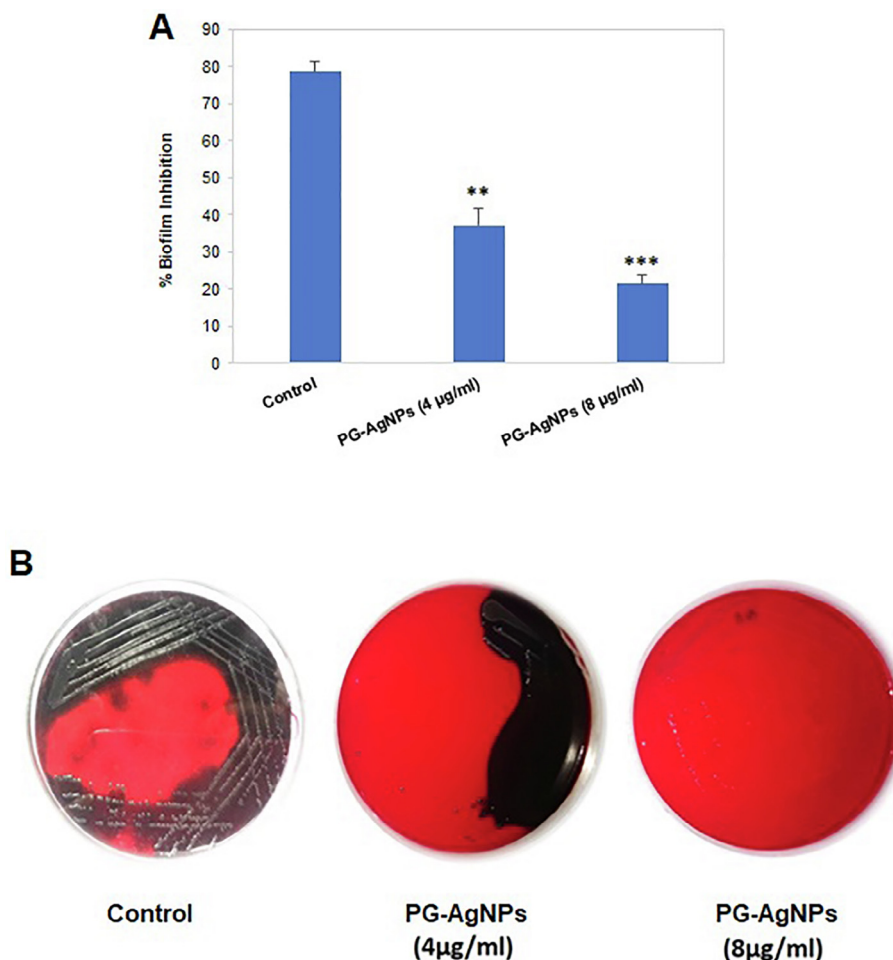 A
90
80
70
60
50
40
30
20
10
0
% Biofilm Inhibition
**
***
Control
PG-AgNPs (4 µg/ml)
PG-AgNPs (8 µg/ml)
B
Control
PG-AgNPs
(4µg/ml)
PG-AgNPs
(8µg/ml)